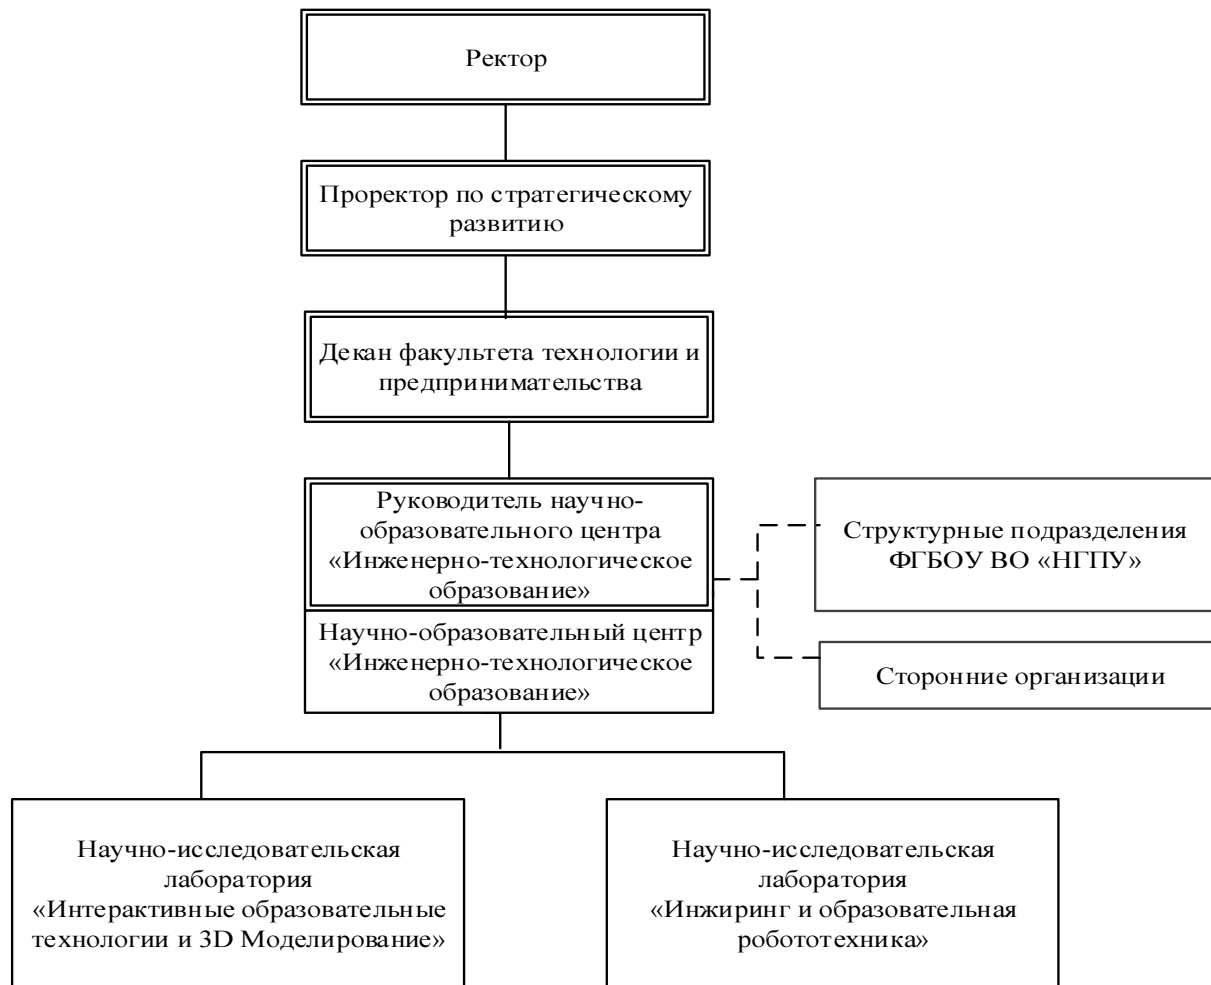 Ректор
Проректор по стратегическому
развитию
Декан факультета технологии и
предпринимательства
Руководитель научно-
образовательного центра
«Инженерно-технологическое
образование»
Научно-образовательный центр
«Инженерно-технологическое
образование»
Структурные подразделения
ФГБОУ ВО «НГПУ»
Сторонние организации
Научно-исследовательская
лаборатория
«Интерактивные образовательные
технологии и 3D Моделирование»
Научно-исследовательская
лаборатория
«Инжиринг и образовательная
робототехника»